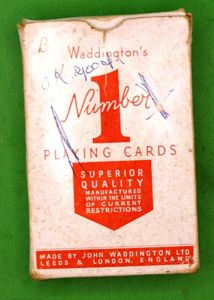 B
Waddington's
OK
1
Number
PLAYING CARDS
SUPERIOR
QUALITY
MANUFACTURED
WITHIN THE LIMITS
OF CURRENT
RESTRICTIONS
MADE BY JOHN WADDINGTON LTD.
LEEDS & LONDON, ENGLAND